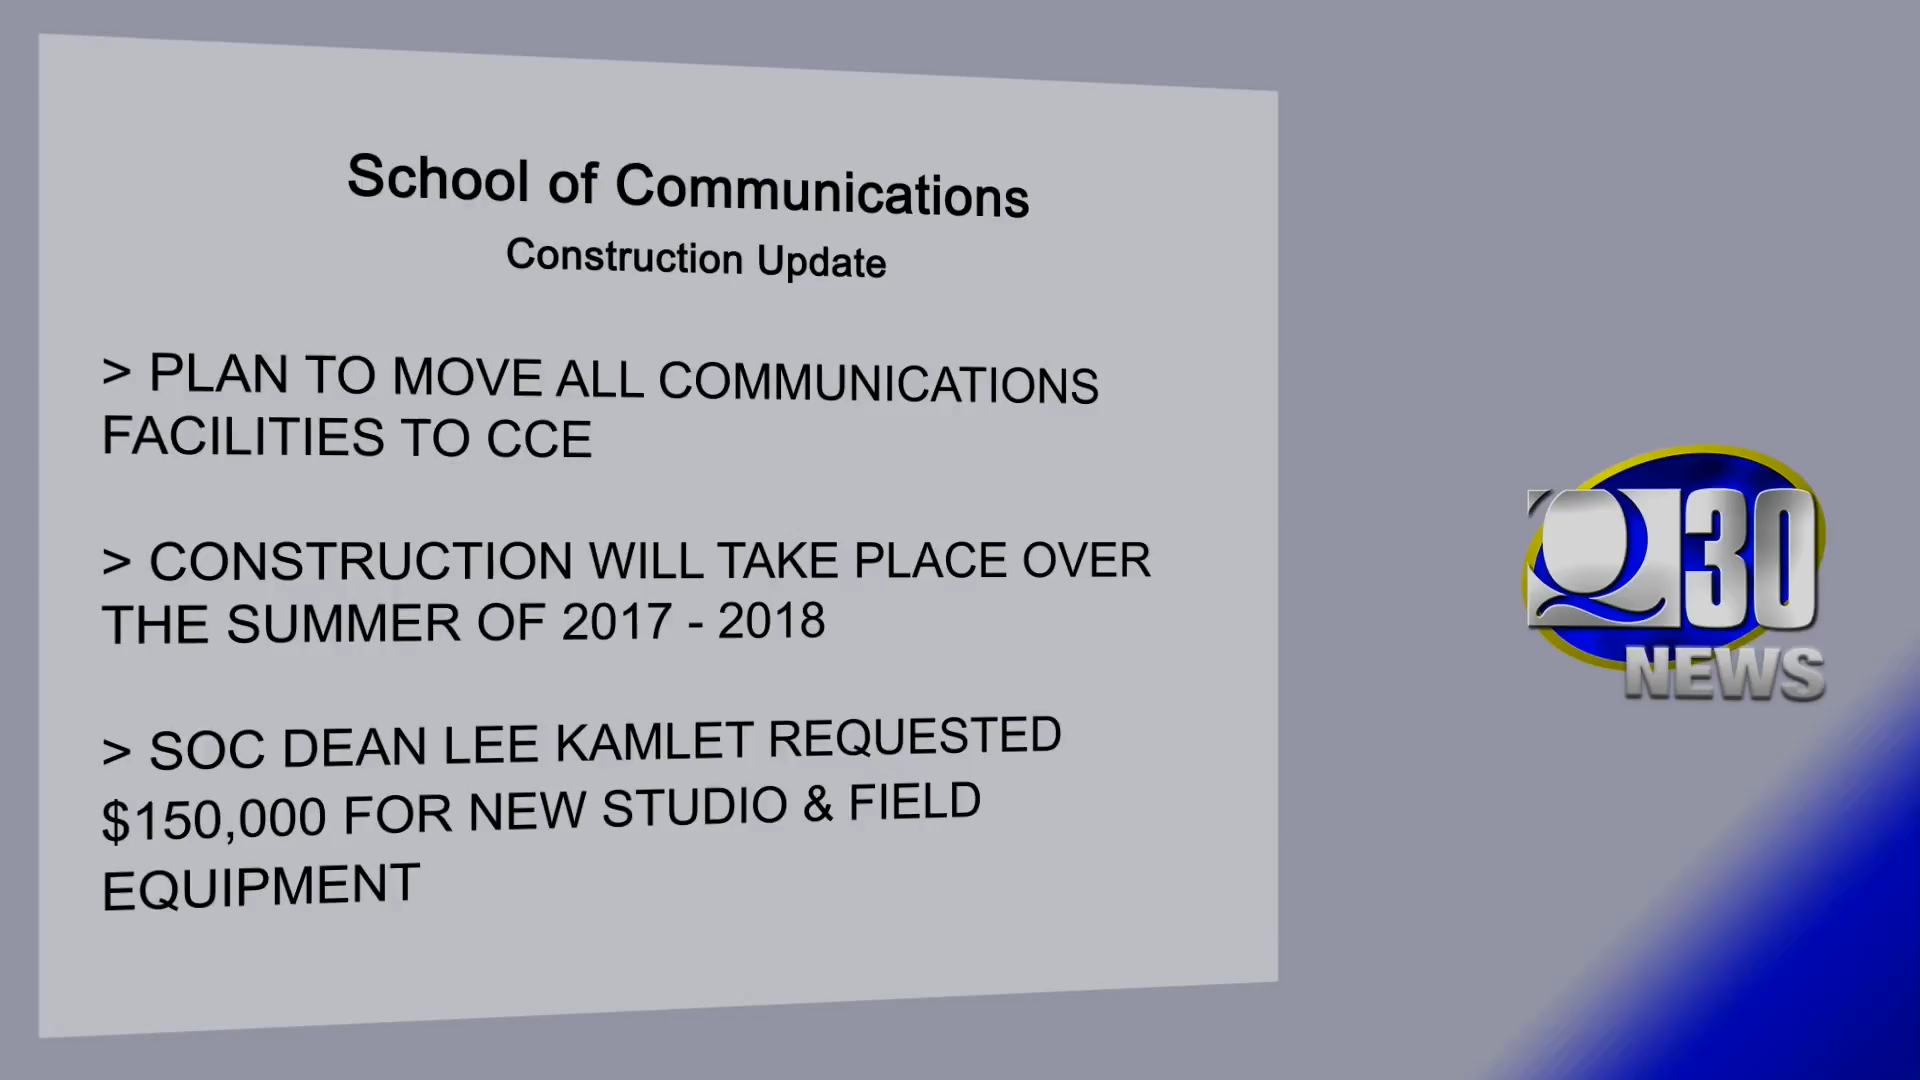 School of Communications
Construction Update
> PLAN TO MOVE ALL COMMUNICATIONS
FACILITIES TO CCE
> CONSTRUCTION WILL TAKE PLACE OVER
THE SUMMER OF 2017 - 2018
> SOC DEAN LEE KAMLET REQUESTED
$150,000 FOR NEW STUDIO & FIELD
EQUIPMENT
Q30
NEWS